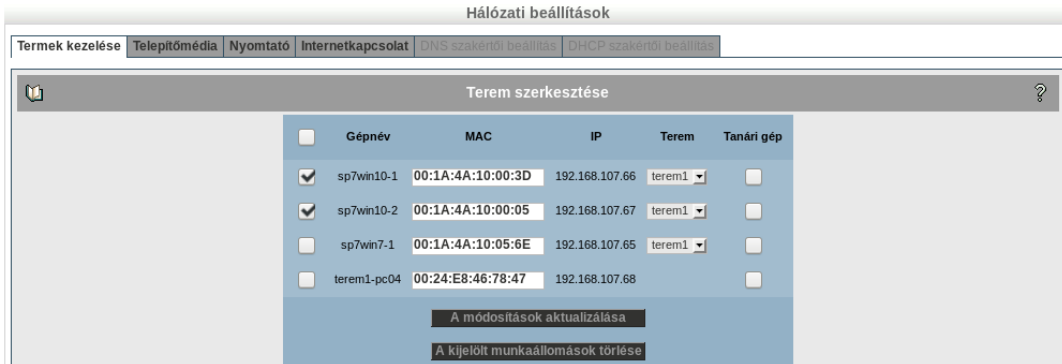 Hálózati beállítások
Termek kezelése Telepítőmédia Nyomtató Internetkapcsolat DNS szakértői beállítás DHCP szakértői beállítás
Terem szerkesztése
Gépnév MAC IP Terem Tanári gép
sp7win10-1 00:1A:4A:10:00:3D 192.168.107.66 terem1
sp7win10-2 00:1A:4A:10:00:05 192.168.107.67 terem1
sp7win7-1 00:1A:4A:10:05:6E 192.168.107.65 terem1
terem1-pc04 00:24:E8:46:78:47 192.168.107.68
A módosítások aktualizálása
A kijelölt munkaállomások törlése